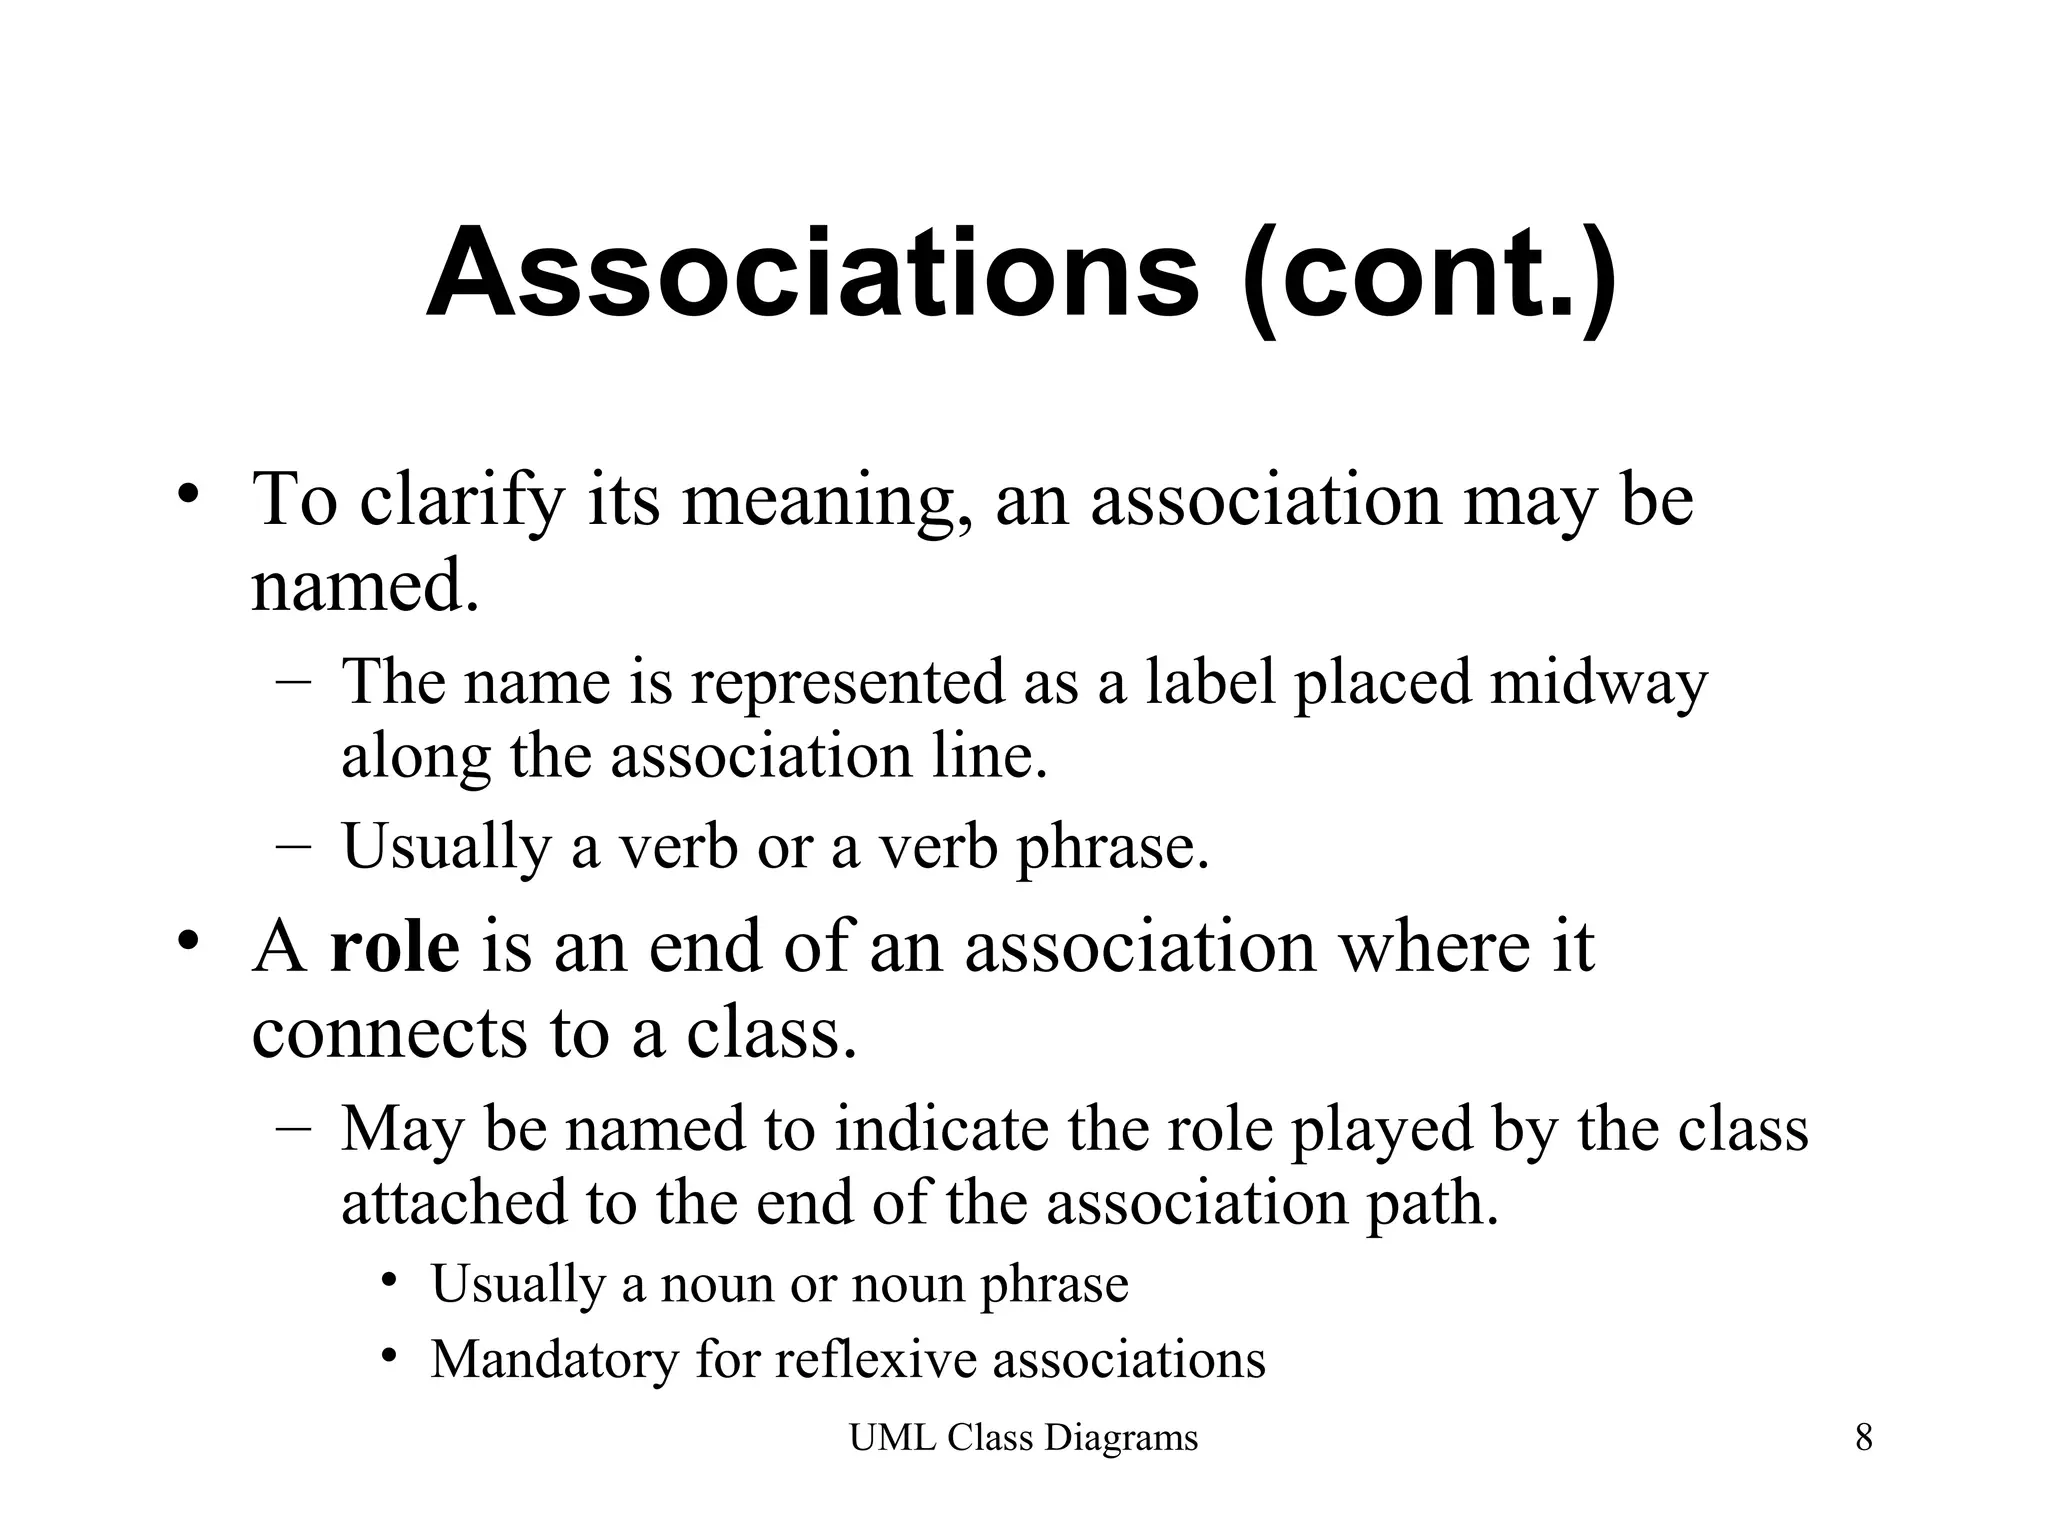 Associations (cont.)
• To clarify its meaning, an association may be
named.
– The name is represented as a label placed midway
along the association line.
– Usually a verb or a verb phrase.
• A role is an end of an association where it
connects to a class.
– May be named to indicate the role played by the class
attached to the end of the association path.
• Usually a noun or noun phrase
• Mandatory for reflexive associations
UML Class Diagrams 8